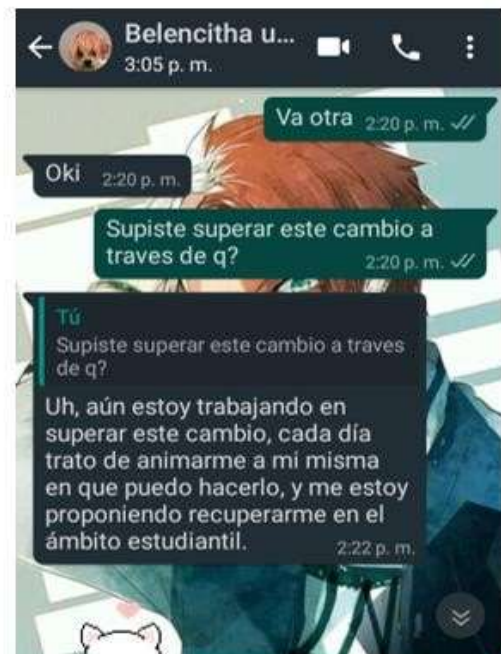 Belencitha u...
3:05 p. m.
Va otra 2:20 p. m.
Oki 2:20 p. m.
Supiste superar este cambio a
traves de q? 2:20 p. m.
Tú
Supiste superar este cambio a traves
de q?
Uh, aún estoy trabajando en
superar este cambio, cada día
trato de animarme a mi misma
en que puedo hacerlo, y me estoy
proponiendo recuperarme en el
ámbito estudiantil. 2:22 p. m.